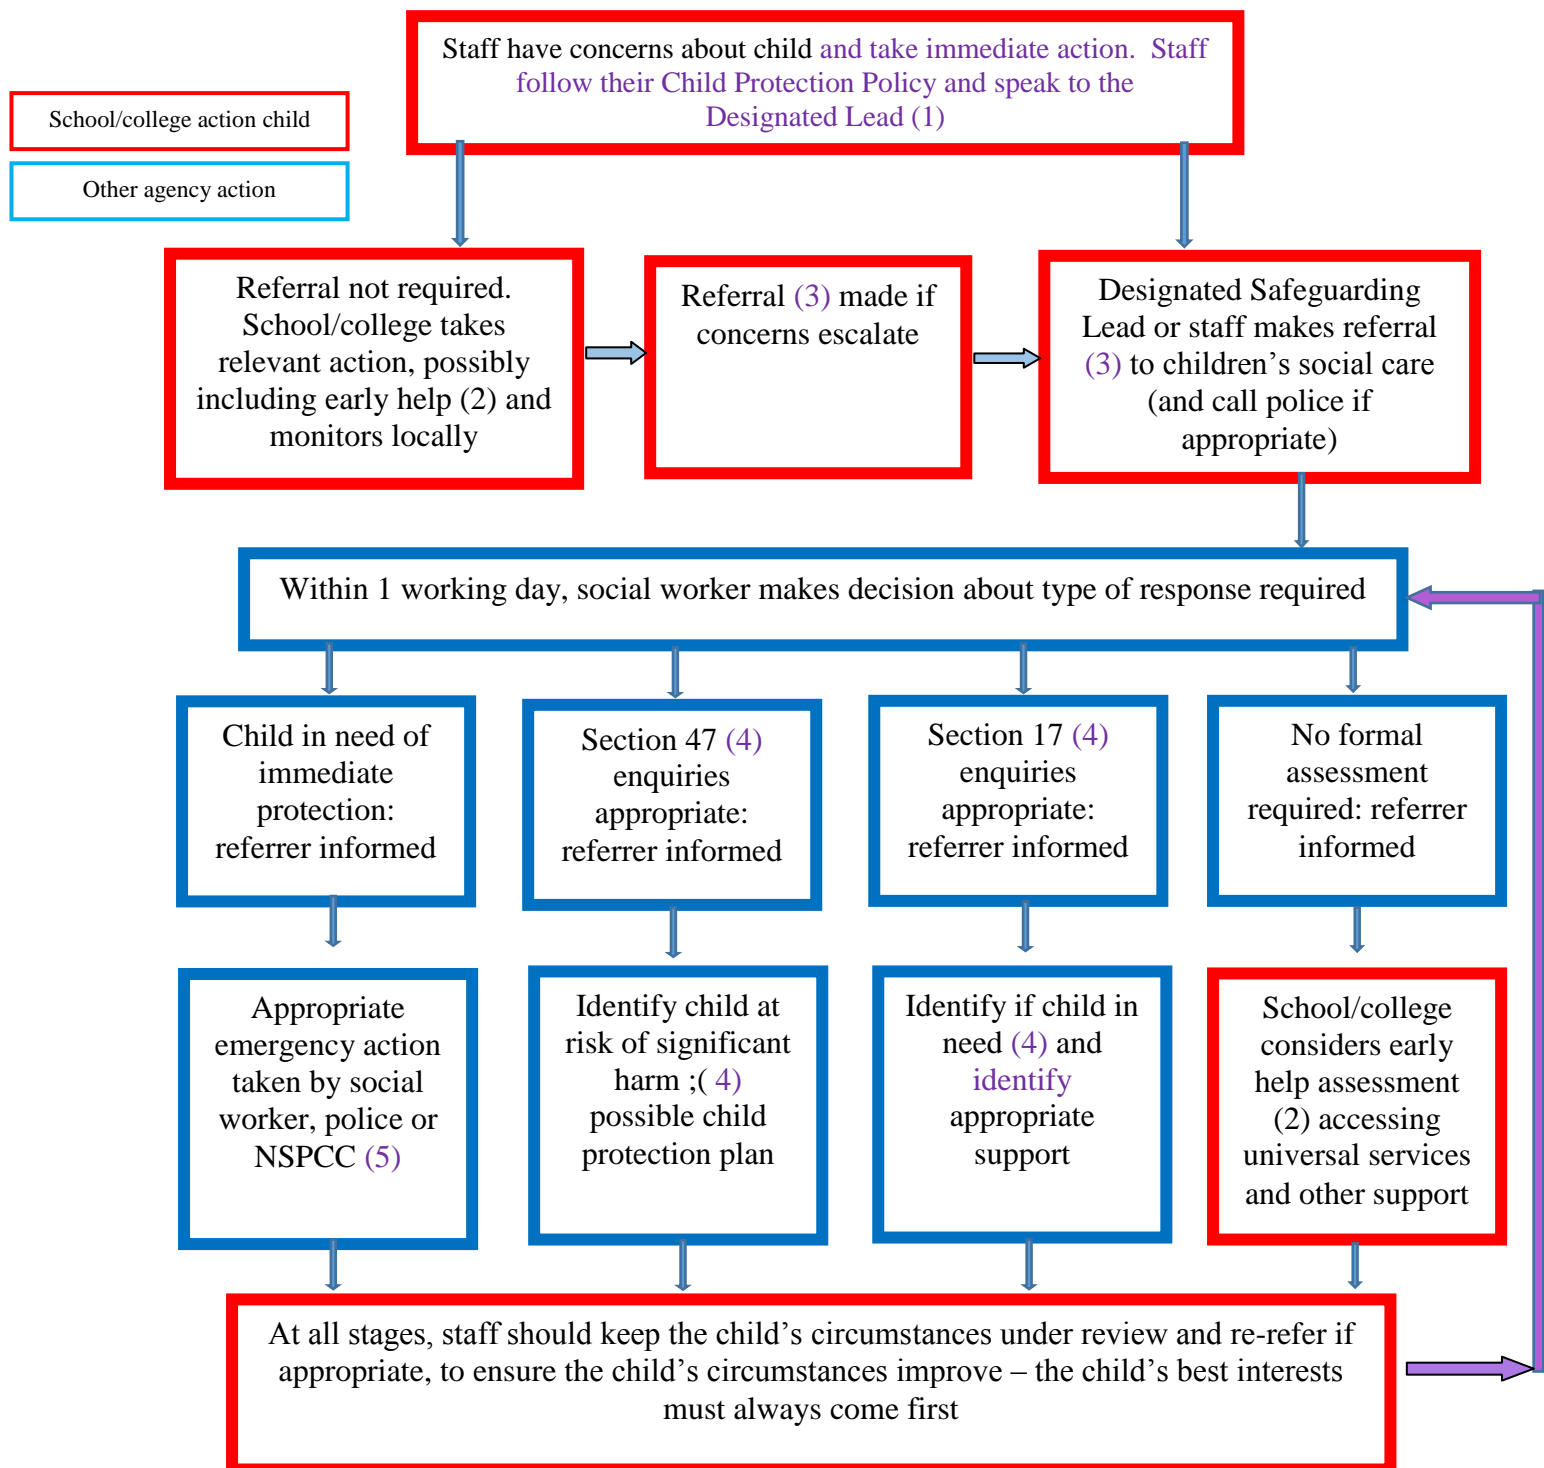 Staff have concerns about child and take immediate action.  Staff
follow their Child Protection Policy and speak to the
Designated Lead (1)
School/college action child
Other agency action
Referral not required.
School/college takes
relevant action, possibly
including early help (2) and
monitors locally
Referral (3) made if
concerns escalate
Designated Safeguarding
Lead or staff makes referral
(3) to children’s social care
(and call police if
appropriate)
Within 1 working day, social worker makes decision about type of response required
Child in need of
immediate
protection:
referrer informed
Section 47 (4)
enquiries
appropriate:
referrer informed
Section 17 (4)
enquiries
appropriate:
referrer informed
No formal
assessment
required: referrer
informed
Appropriate
emergency action
taken by social
worker, police or
NSPCC (5)
Identify child at
risk of significant
harm ;( 4)
possible child
protection plan
Identify if child in
need (4) and
identify
appropriate
support
School/college
considers early
help assessment
(2) accessing
universal services
and other support
At all stages, staff should keep the child’s circumstances under review and re-refer if
appropriate, to ensure the child’s circumstances improve – the child’s best interests
must always come first